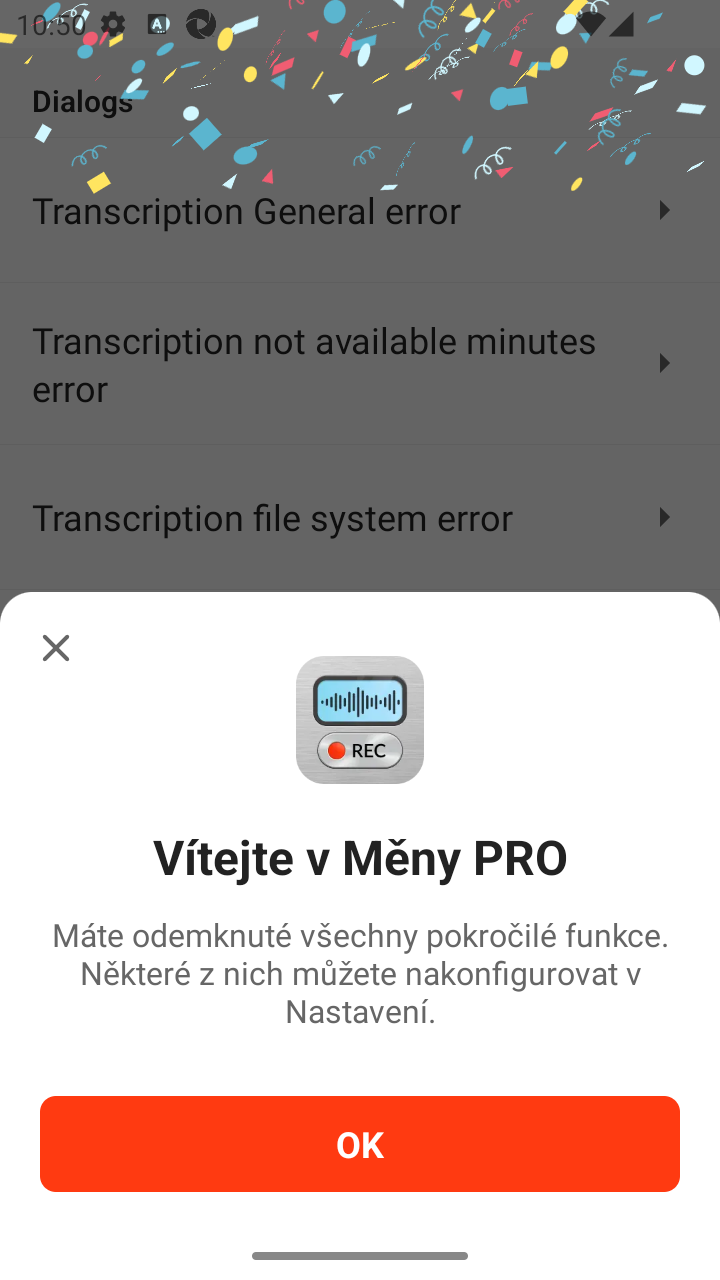 10:50
Dialogs
Transcription General error
Transcription not available minutes
error
Transcription file system error
REC
Vítejte v Měny PRO
Máte odemknuté všechny pokročilé funkce.
Některé z nich můžete nakonfigurovat v
Nastavení.
OK